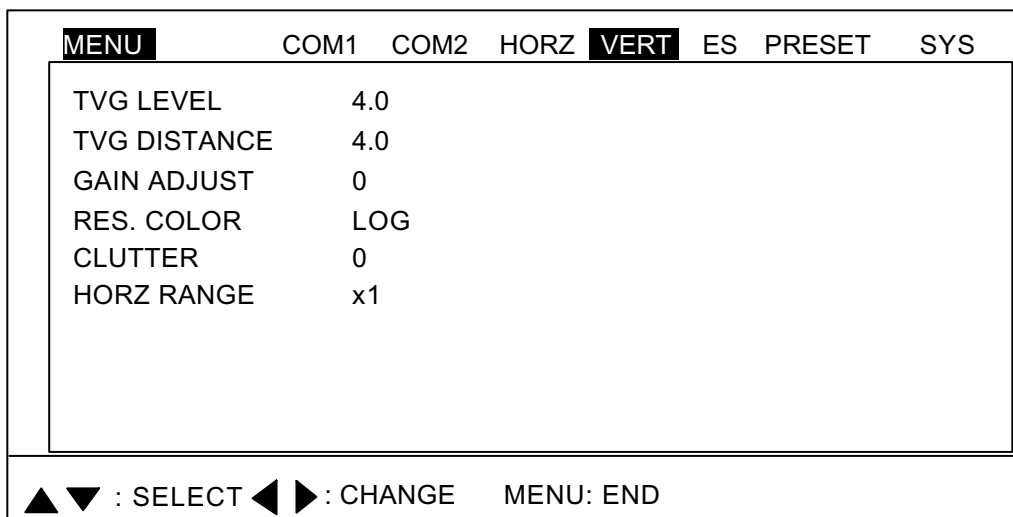 MENU COM1 COM2 HORZ VERT ES PRESET SYS
TVG LEVEL 4.0
TVG DISTANCE 4.0
GAIN ADJUST 0
RES. COLOR LOG
CLUTTER 0
HORZ RANGE x1
▲ ▼ : SELECT ◀ ▶ : CHANGE MENU: END